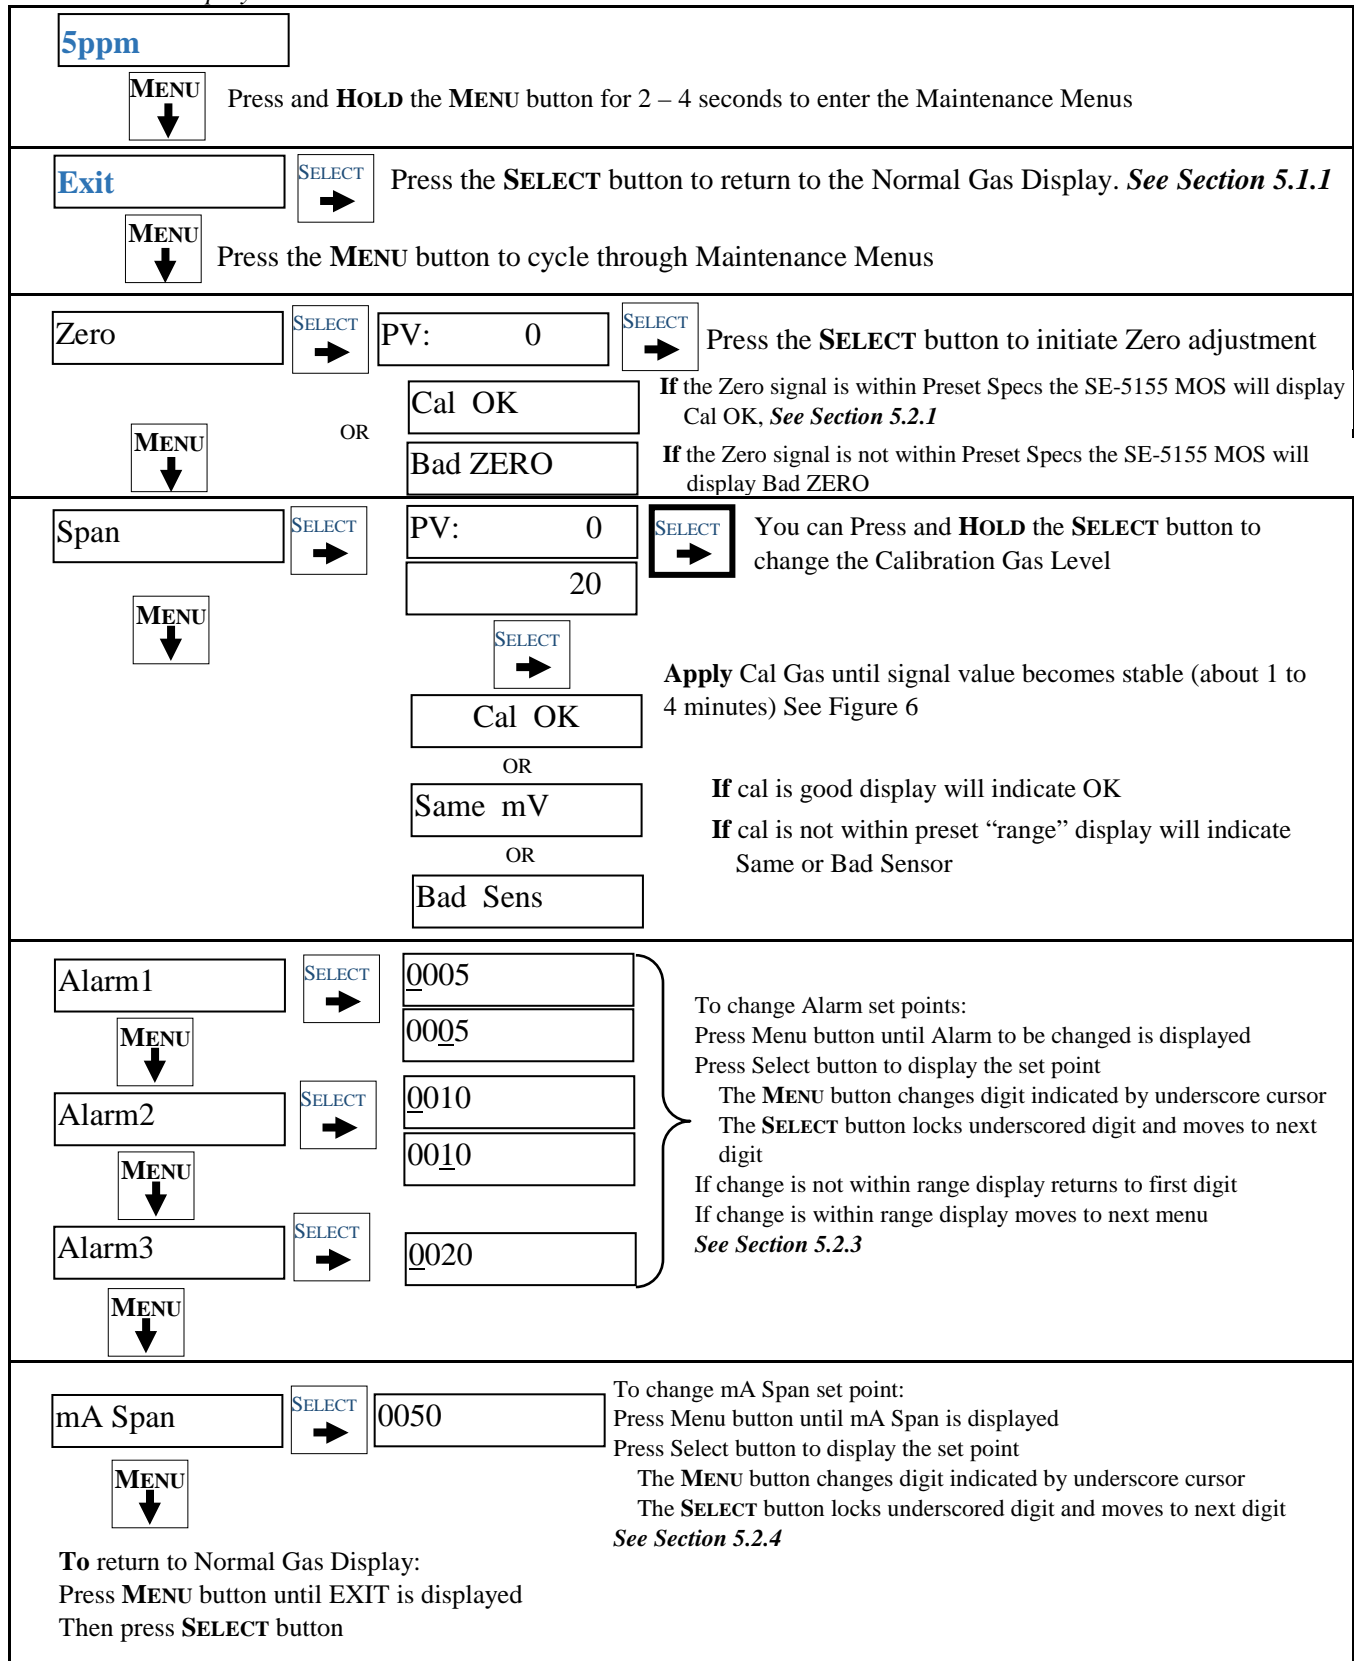 5ppm
MENU
Press and HOLD the MENU button for 2 – 4 seconds to enter the Maintenance Menus
Exit
SELECT
Press the SELECT button to return to the Normal Gas Display. See Section 5.1.1
MENU
Press the MENU button to cycle through Maintenance Menus
Zero
SELECT
PV: 0
SELECT
Press the SELECT button to initiate Zero adjustment
Cal OK
If the Zero signal is within Preset Specs the SE-5155 MOS will display
Cal OK, See Section 5.2.1
MENU
OR
Bad ZERO
If the Zero signal is not within Preset Specs the SE-5155 MOS will
display Bad ZERO
Span
SELECT
PV: 0
SELECT
You can Press and HOLD the SELECT button to
change the Calibration Gas Level
20
MENU
SELECT
Apply Cal Gas until signal value becomes stable (about 1 to
4 minutes) See Figure 6
Cal OK
OR
If cal is good display will indicate OK
Same mV
If cal is not within preset “range” display will indicate
Same or Bad Sensor
OR
Bad Sens
Alarm1
SELECT
0005
0005
MENU
Alarm2
SELECT
0010
0010
MENU
Alarm3
SELECT
0020
MENU
To change Alarm set points:
Press Menu button until Alarm to be changed is displayed
Press Select button to display the set point
The MENU button changes digit indicated by underscore cursor
The SELECT button locks underscored digit and moves to next
digit
If change is not within range display returns to first digit
If change is within range display moves to next menu
See Section 5.2.3
mA Span
SELECT
0050
MENU
To change mA Span set point:
Press Menu button until mA Span is displayed
Press Select button to display the set point
The MENU button changes digit indicated by underscore cursor
The SELECT button locks underscored digit and moves to next digit
See Section 5.2.4
To return to Normal Gas Display:
Press MENU button until EXIT is displayed
Then press SELECT button